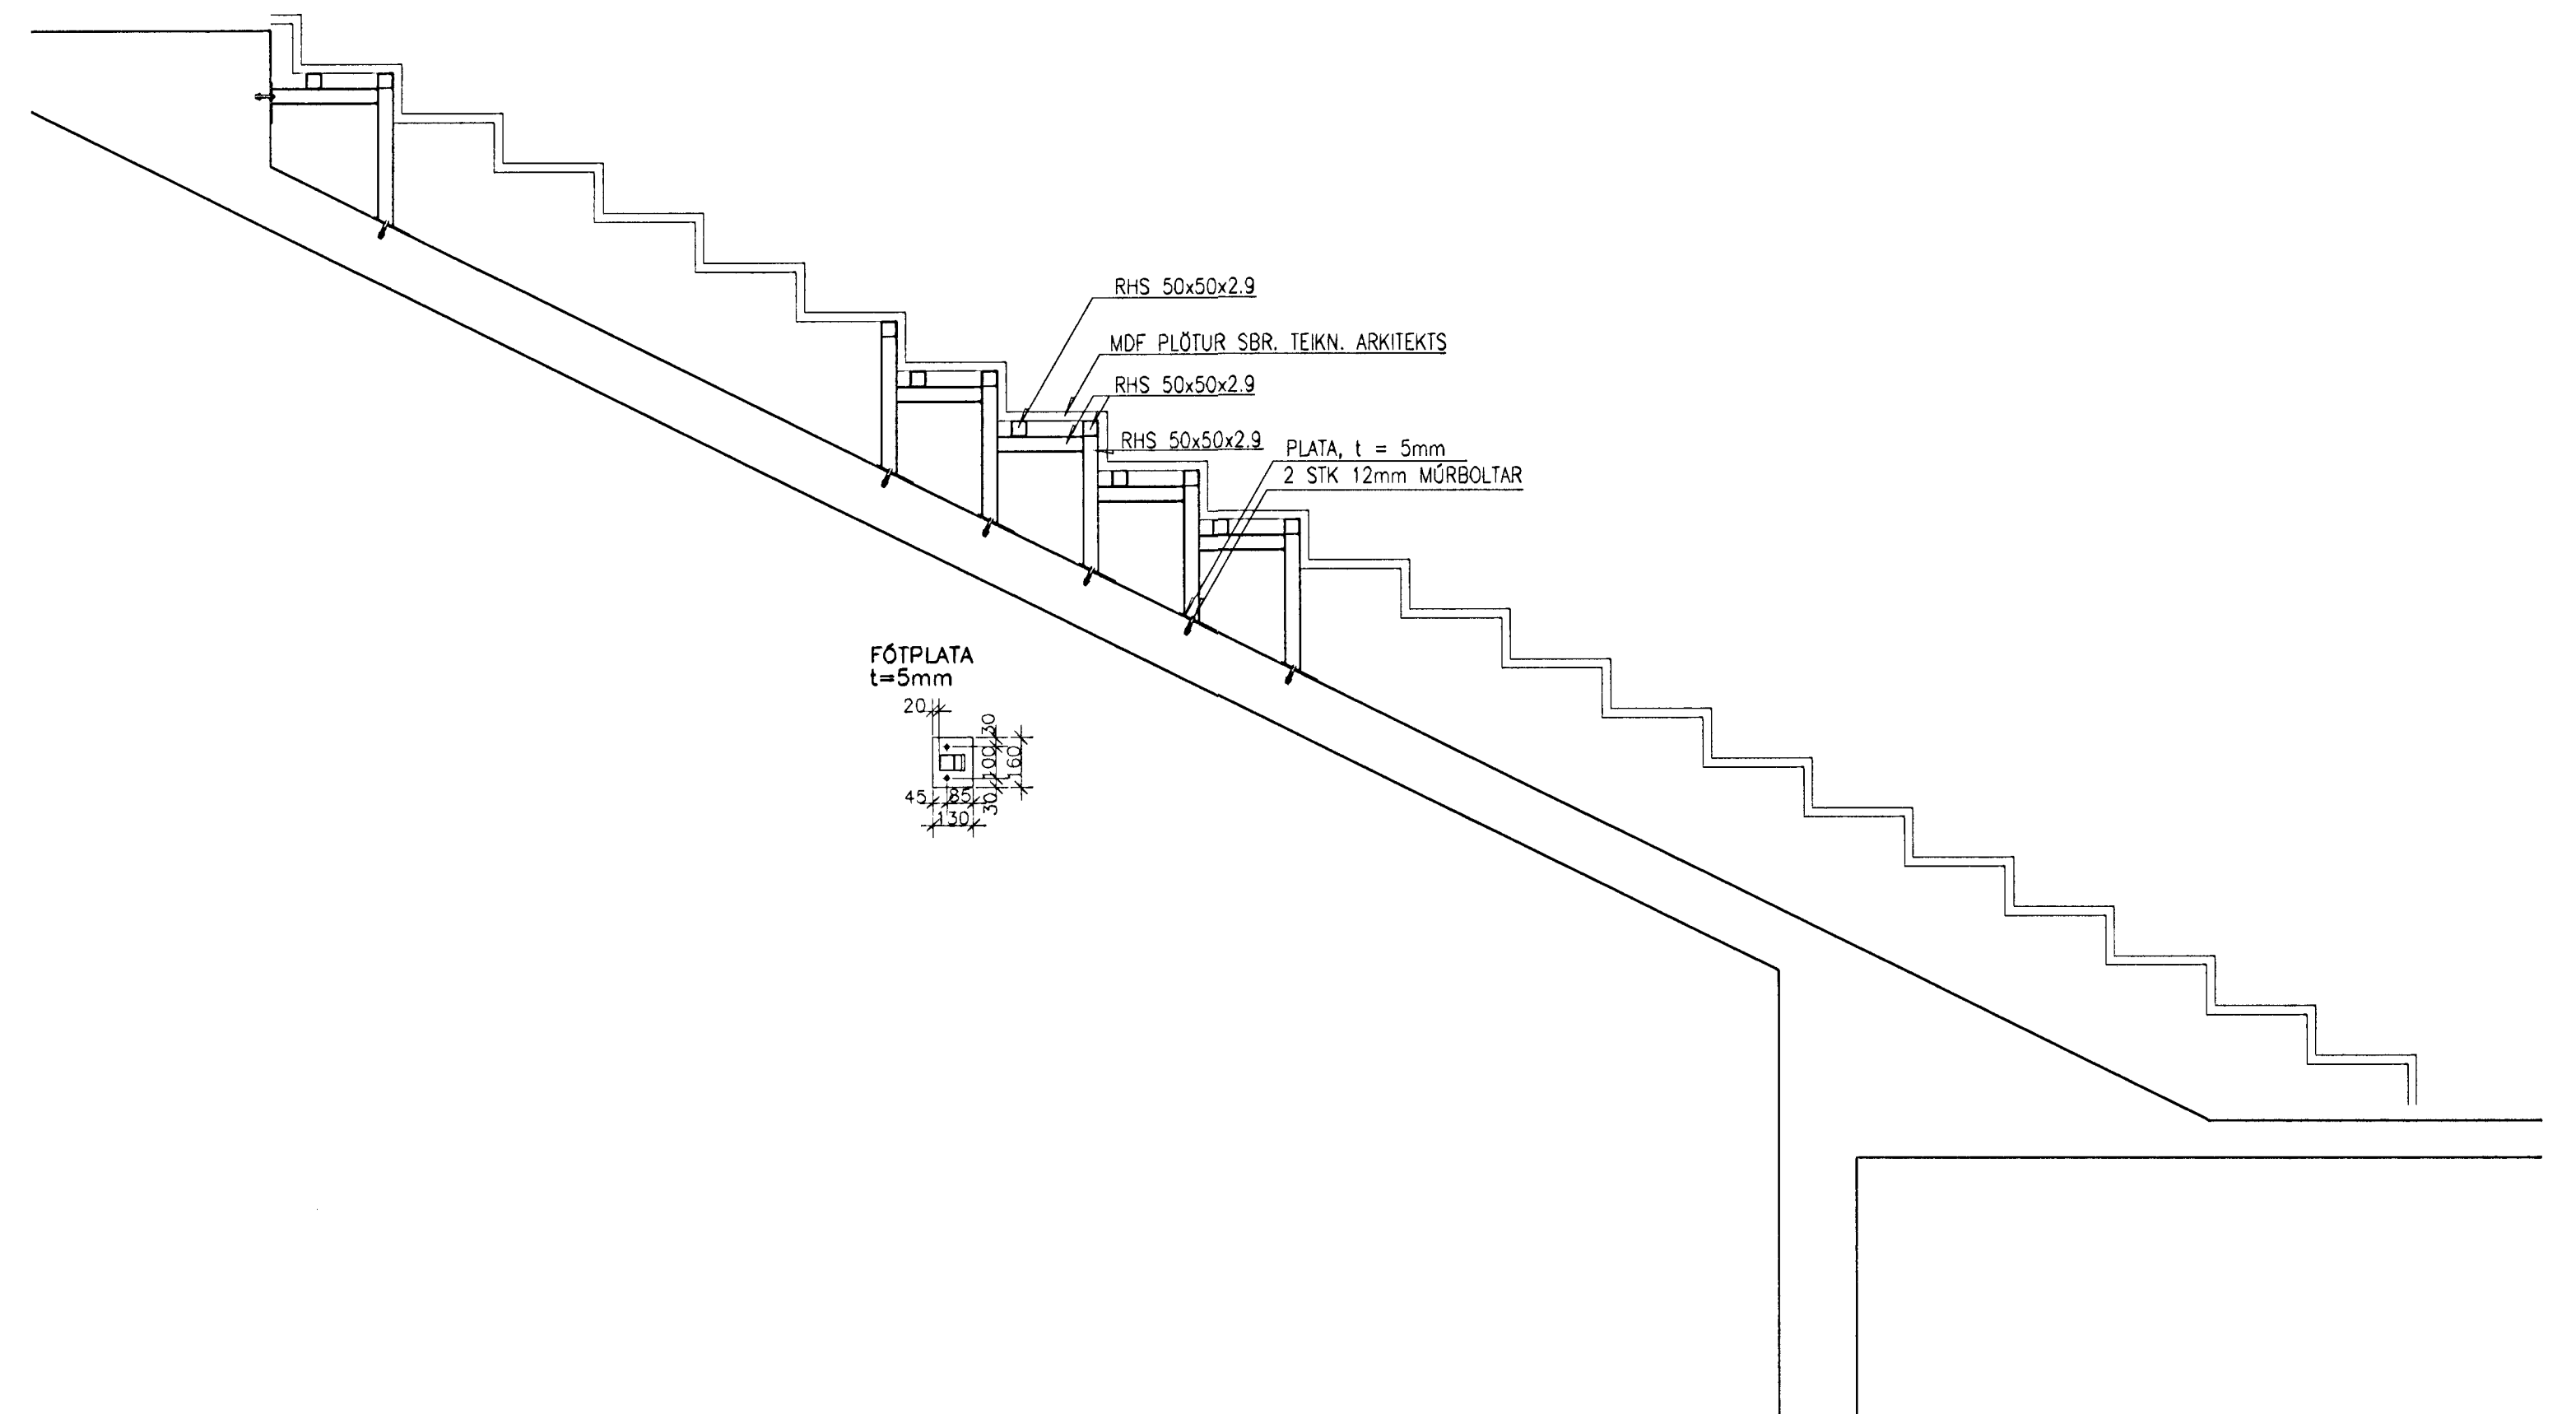 RHS 50x50x2.9
MDF PLÖTUR SBR. TEIKN. ARKITEKTS
RHS 50x50x2.9
RHS 50x50x2.9
PLATA, t = 5mm
2 STK 12mm MÚRBOLTAR
FÓTPLATA
t=5mm
20
30
100
160
45
85
30
130